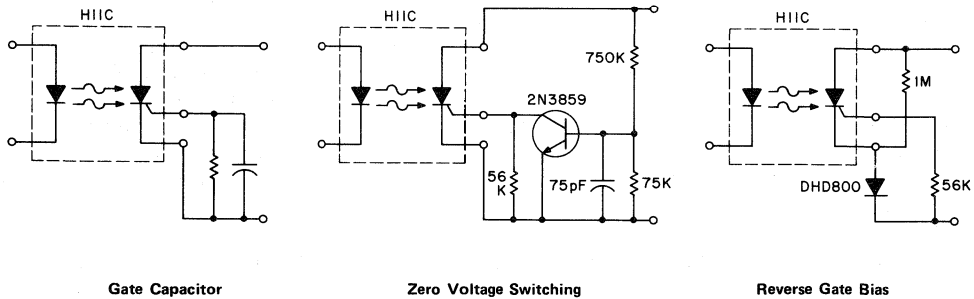 H11C
Gate Capacitor
H11C
750K
2N3859
56
K
75pF
75K
Zero Voltage Switching
H11C
1M
DHD800
56K
Reverse Gate Bias